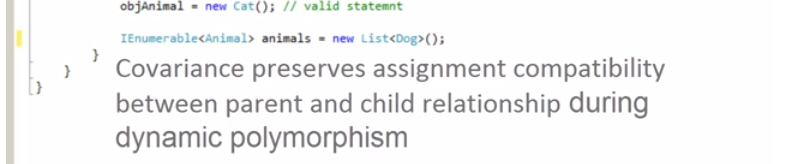 objAnimal = new Cat(); // valid statemnt
IEnumerable<Animal> animals = new List<Dog>();
}
}
}
Covariance preserves assignment compatibility
between parent and child relationship during
dynamic polymorphism